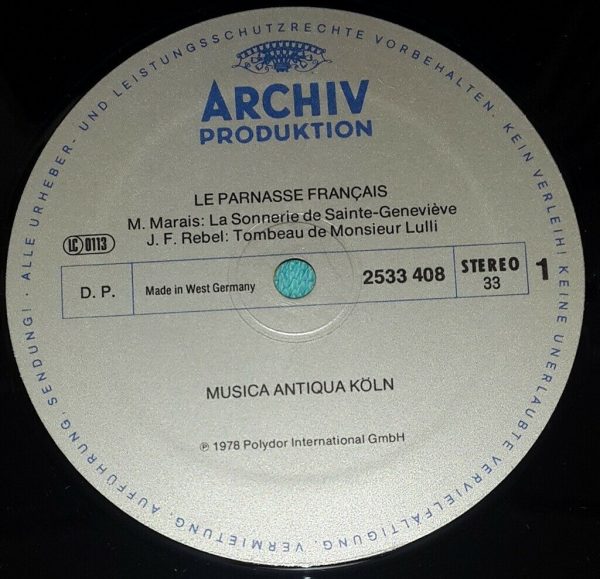 · ALLE URHEBER- UND LEISTUNGSSCHUTZRECHTE VORBEHALTEN. KEIN VERLEIH! KEINE UNERLAUBTE VERVIELFÄLTIGUNG, VERMIETUNG, AUFFÜHRUNG, SENDUNG!
ARCHIV
PRODUKTION
LE PARNASSE FRANÇAIS
M. Marais: La Sonnerie de Sainte-Geneviève
J. F. Rebel: Tombeau de Monsieur Lulli
LC 0113
D. P.
Made in West Germany
2533 408
STEREO
33
1
MUSICA ANTIQUA KÖLN
℗ 1978 Polydor International GmbH